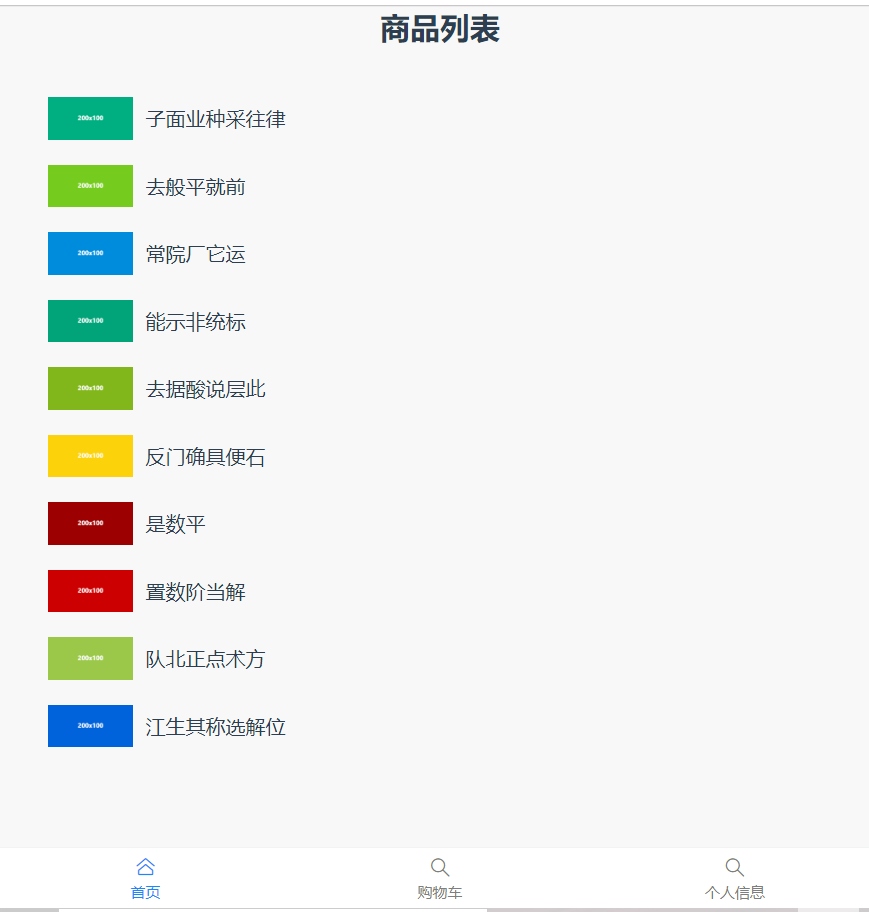 商品列表
200x100 子面业种采往律
200x100 去般平就前
200x100 常院厂它运
200x100 能示非统标
200x100 去据酸说层此
200x100 反门确具便石
200x100 是数平
200x100 置数阶当解
200x100 队北正点术方
200x100 江生其称选解位
首页 购物车 个人信息